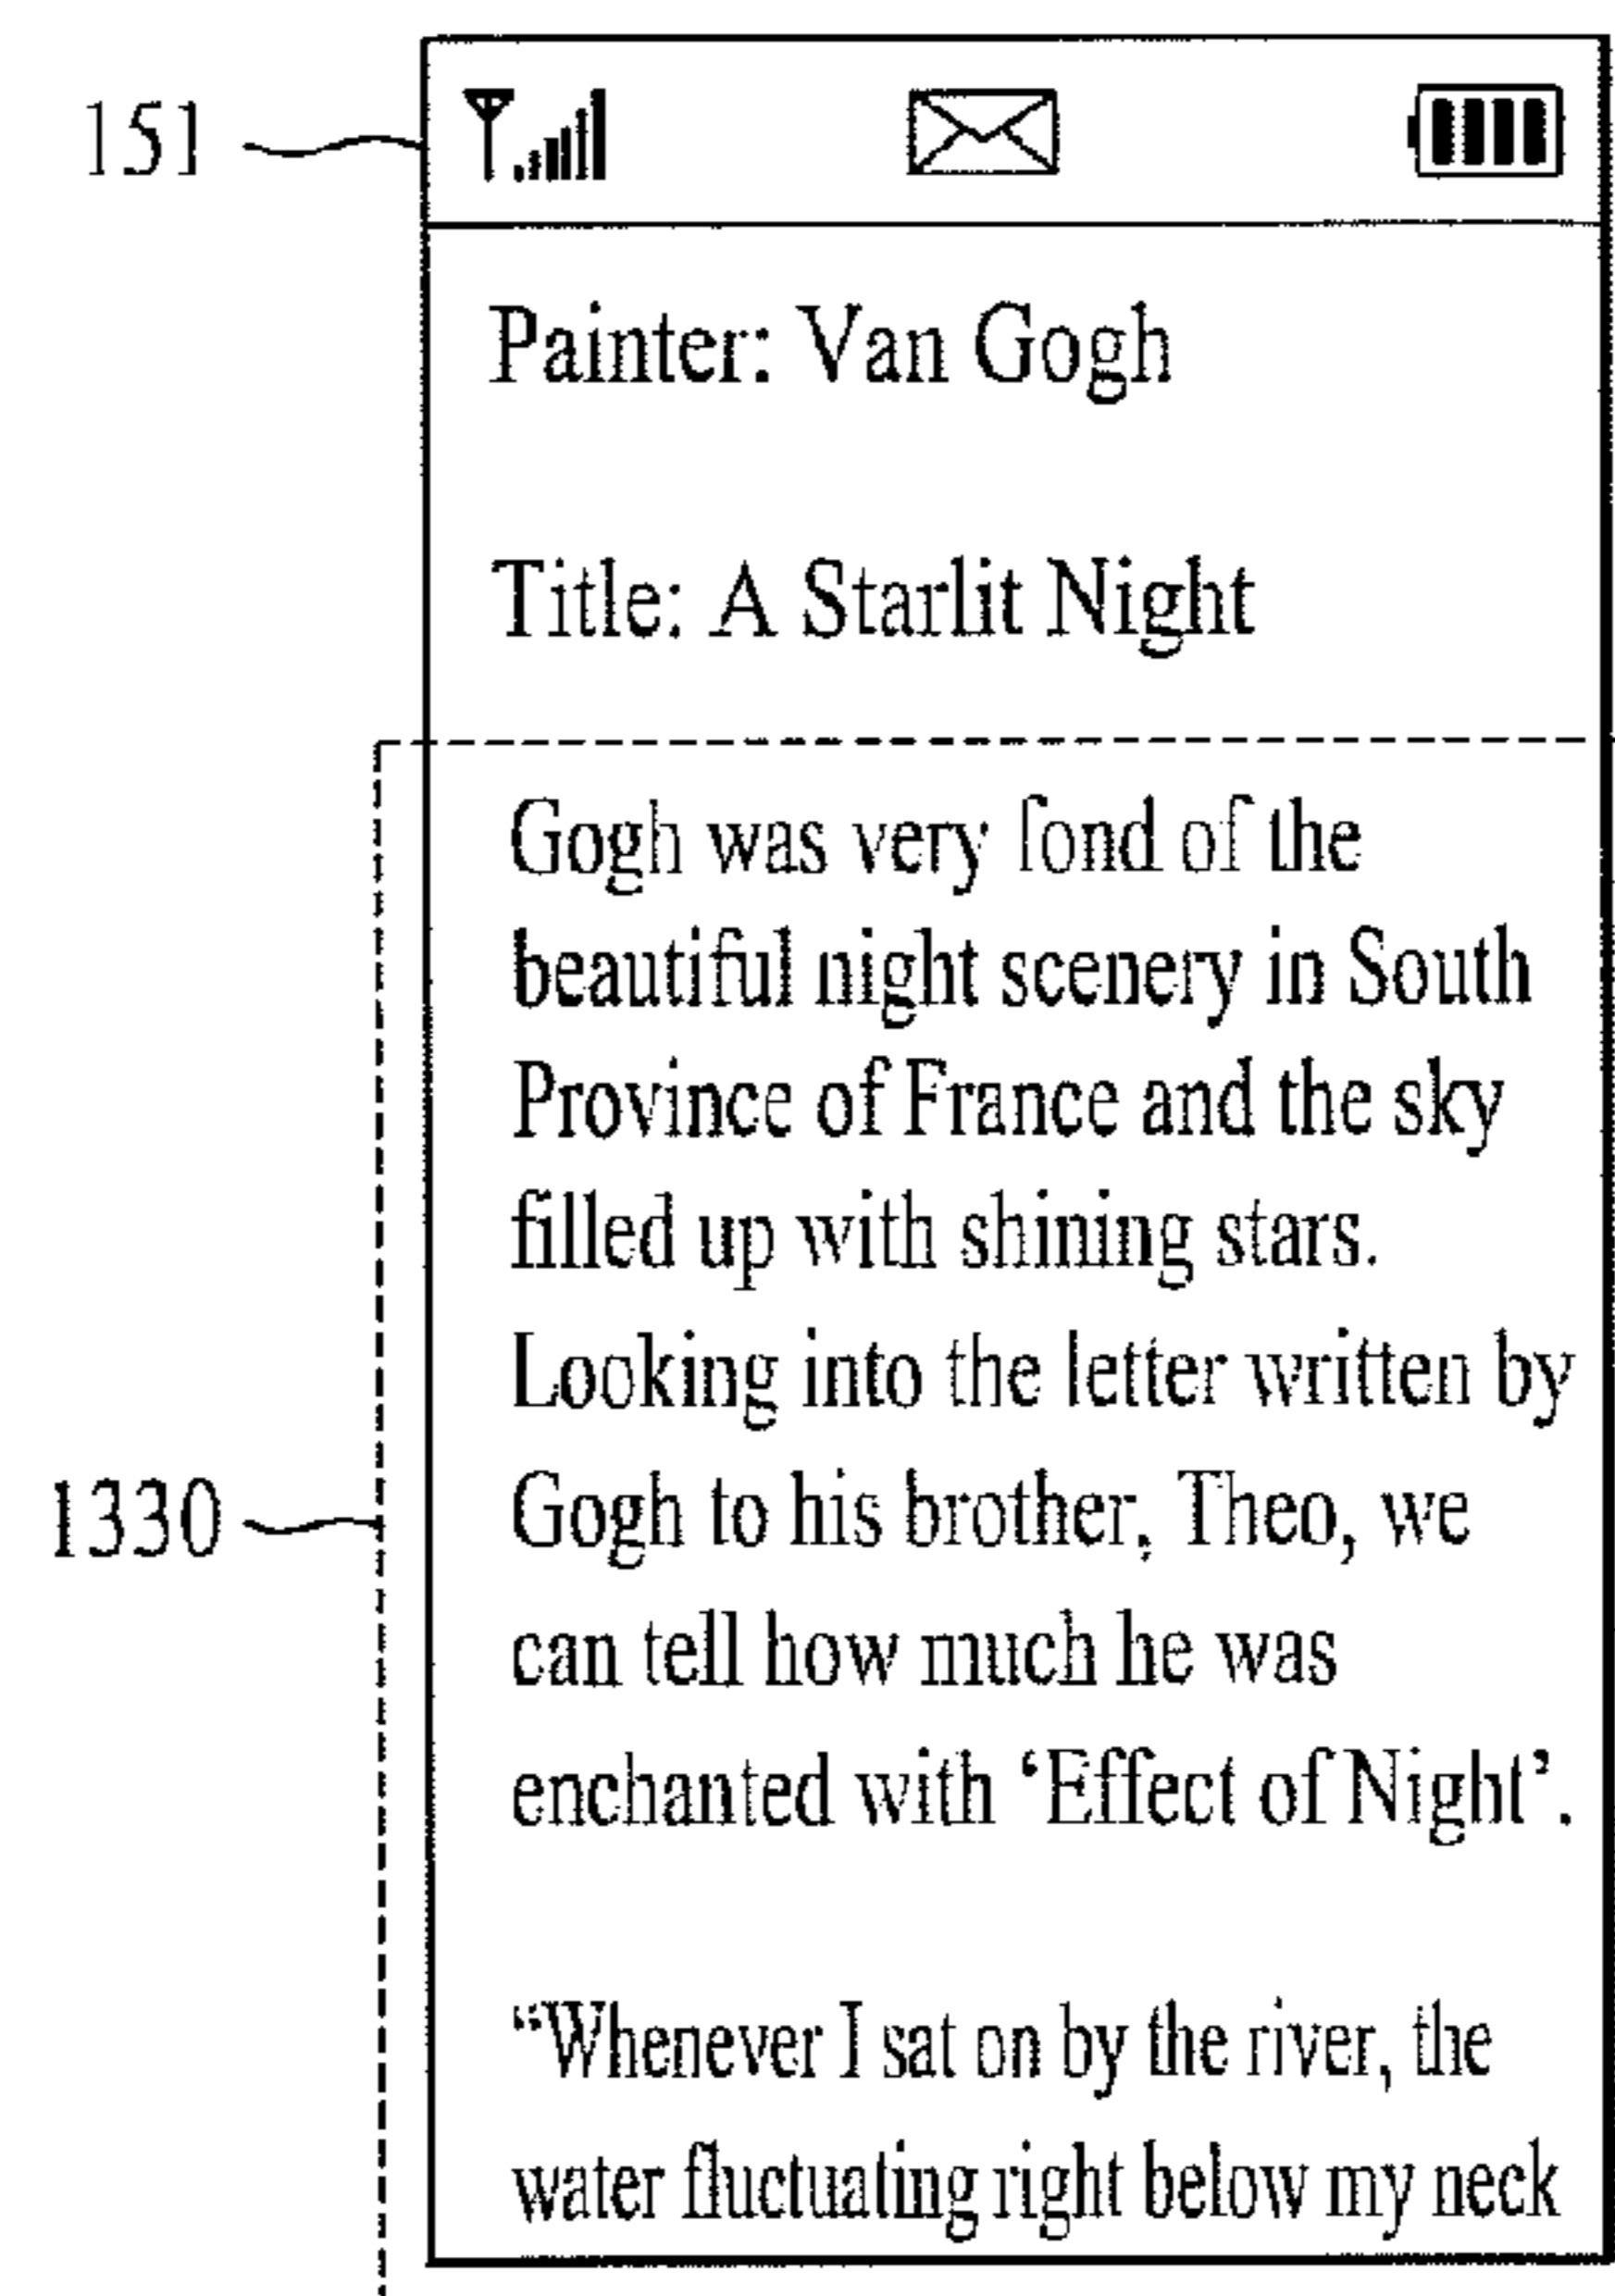 151
Painter: Van Gogh
Title: A Starlit Night
Gogh was very fond of the
beautiful night scenery in South
Province of France and the sky
filled up with shining stars.
Looking into the letter written by
1330
Gogh to his brother, Theo, we
can tell how much he was
enchanted with ‘Effect of Night’.
“Whenever I sat on by the river, the
water fluctuating right below my neck